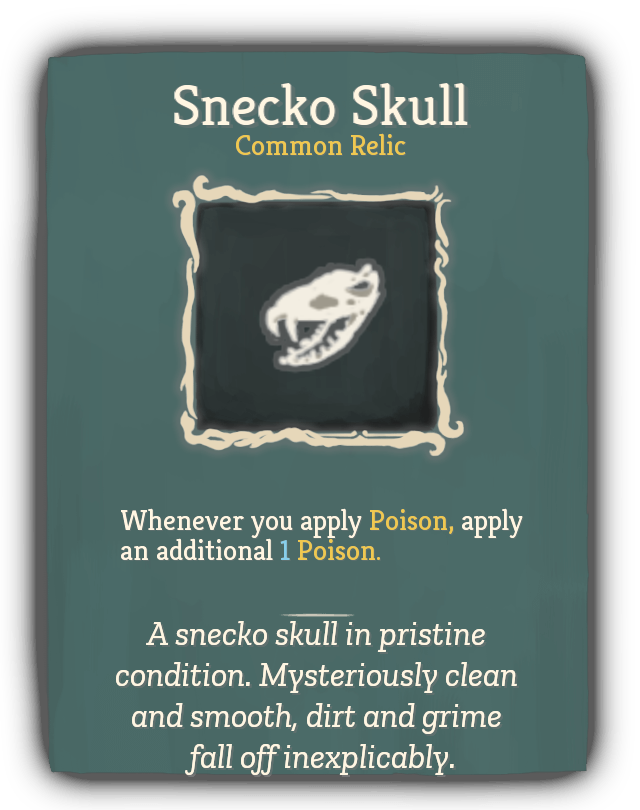 Snecko Skull
Common Relic
Whenever you apply Poison, apply
an additional 1 Poison.
A snecko skull in pristine
condition. Mysteriously clean
and smooth, dirt and grime
fall off inexplicably.